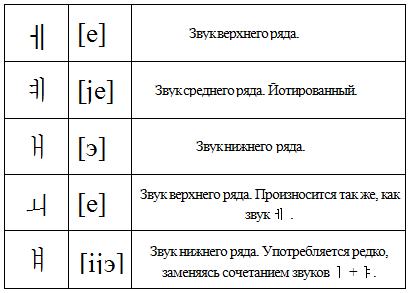 ㅔ [e] Звук верхнего ряда.
ㅖ [je] Звук среднего ряда. Йотированный.
ㅐ [э] Звук нижнего ряда.
ㅚ [e] Звук верхнего ряда. Произносится так же, как
звук ㅔ .
ㅒ [ijэ] Звук нижнего ряда. Употребляется редко,
заменяясь сочетанием звуков ㅣ + .